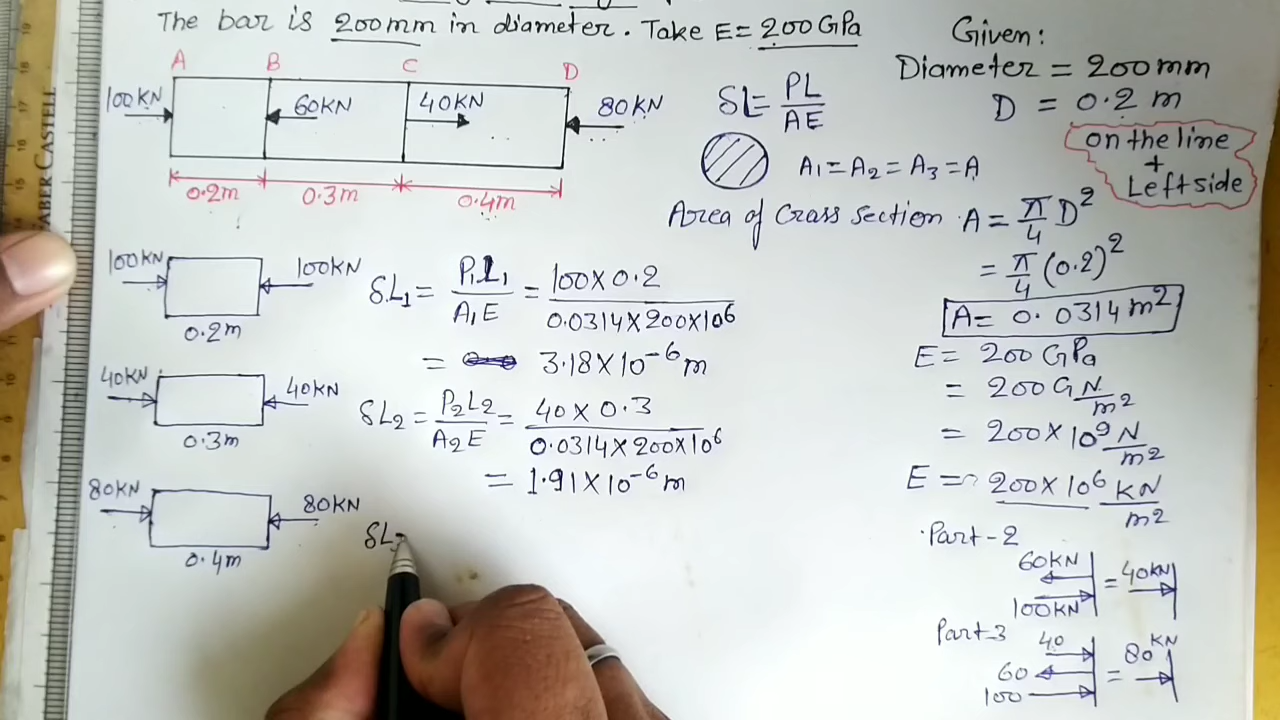 The bar is 200mm in diameter. Take E= 200GPa
A B C D
100KN 60KN 40KN 80KN
0.2m 0.3m 0.4m
δL= PL/AE
A₁=A₂=A₃=A
Given:
Diameter = 200mm
D = 0.2 m
on the line
+
Left side
Area of Crass section A= π/4 D²
= π/4 (0.2)²
A= 0.0314 m²
E= 200 GPa
= 200 G N/m²
= 200×10⁹ N/m²
E = 200×10⁶ KN/m²
100KN 100KN
0.2m
δL₁ = P₁L₁/A₁E = 100×0.2/0.0314×200×10⁶
= 3.18×10⁻⁶m
40KN 40KN
0.3m
δL₂ = P₂L₂/A₂E = 40×0.3/0.0314×200×10⁶
= 1.91×10⁻⁶m
80KN 80KN
0.4m
δL
Part-2
60KN
100KN
= 40KN
Part-3
40
60
100
= 80KN